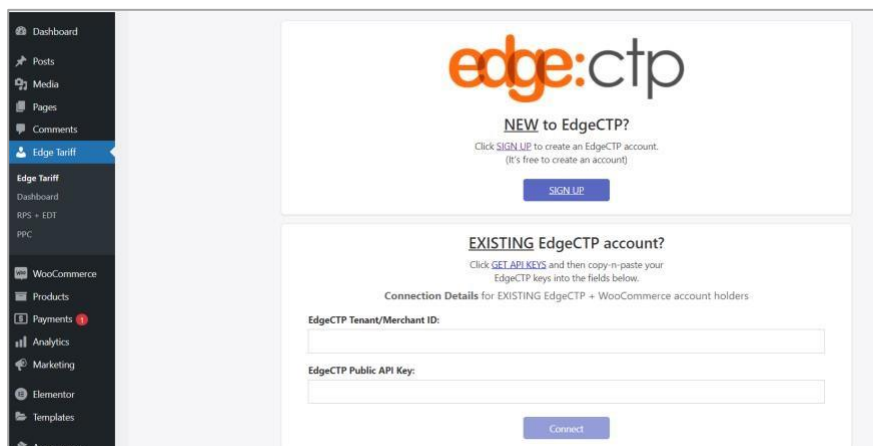 Dashboard
Posts
Media
Pages
Comments
Edge Tariff
Edge Tariff
Dashboard
RPS + EDT
PPC
WooCommerce
Products
Payments 1
Analytics
Marketing
Elementor
Templates
edge:ctp
NEW to EdgeCTP?
Click SIGN UP to create an EdgeCTP account.
(It's free to create an account)
SIGN UP
EXISTING EdgeCTP account?
Click GET API KEYS and then copy-n-paste your
EdgeCTP keys into the fields below.
Connection Details for EXISTING EdgeCTP + WooCommerce account holders
EdgeCTP Tenant/Merchant ID:
EdgeCTP Public API Key:
Connect